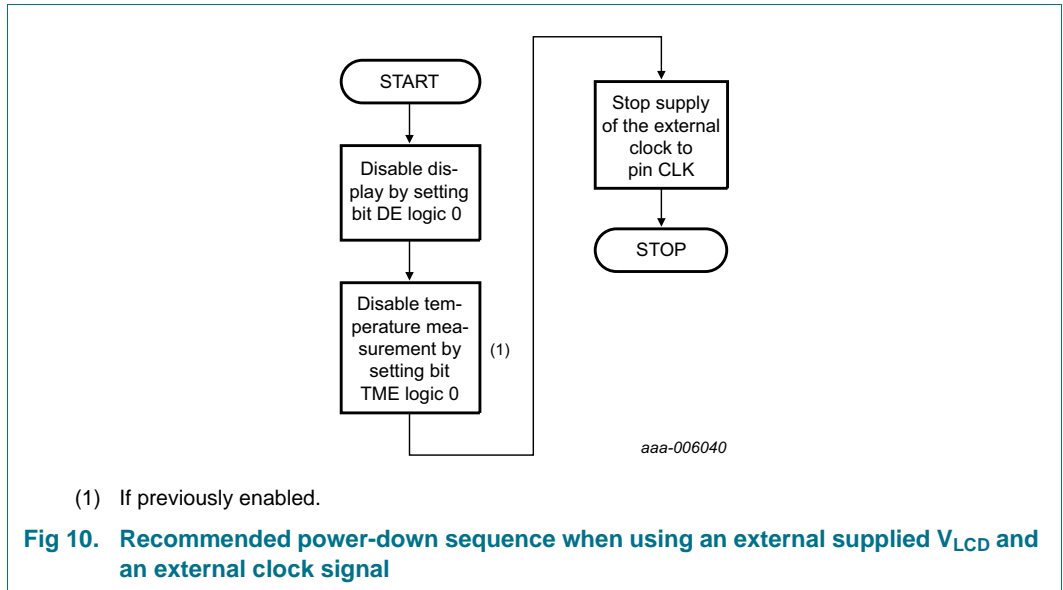 START
Disable dis-
play by setting
bit DE logic 0
Disable tem-
perature mea-
surement by
setting bit
TME logic 0
(1)
Stop supply
of the external
clock to
pin CLK
STOP
aaa-006040
(1) If previously enabled.
Fig 10. Recommended power-down sequence when using an external supplied VLCD and
an external clock signal